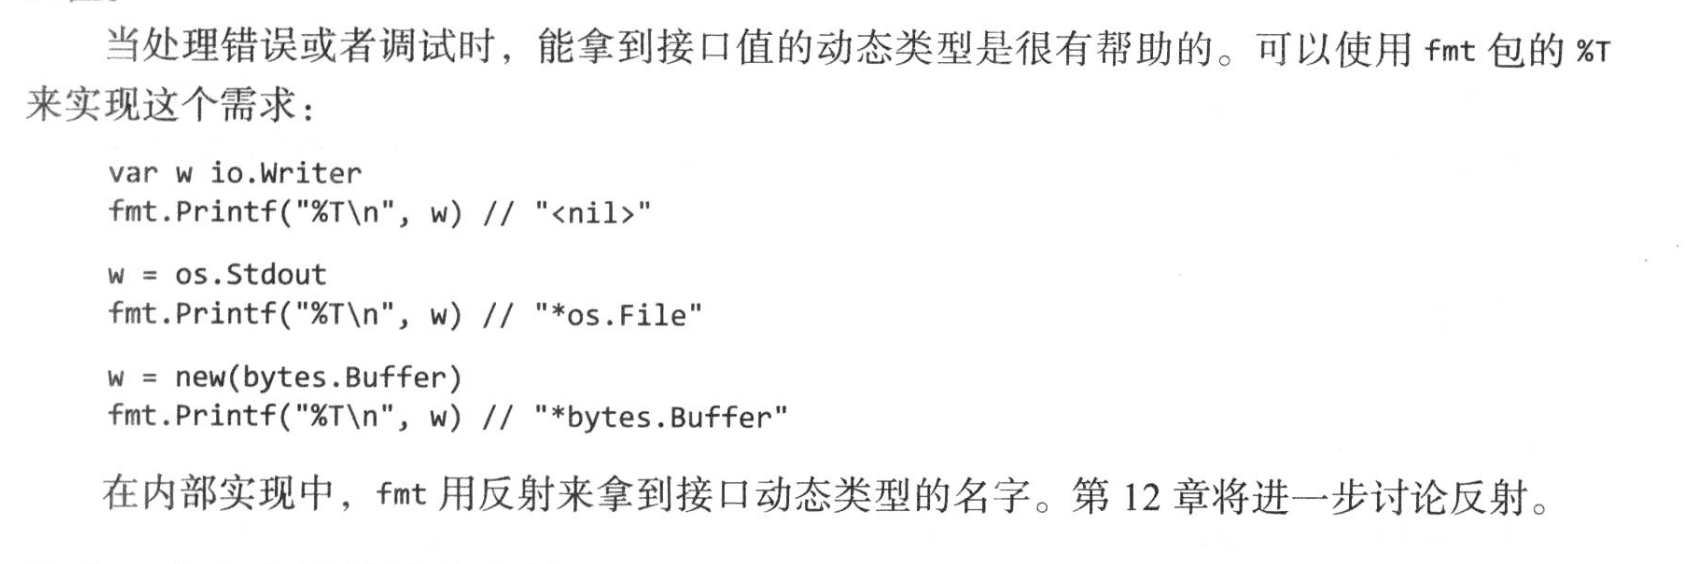 当处理错误或者调试时，能拿到接口值的动态类型是很有帮助的。可以使用 fmt 包的 %T
来实现这个需求：
var w io.Writer
fmt.Printf("%T\n", w) // "<nil>"
w = os.Stdout
fmt.Printf("%T\n", w) // "*os.File"
w = new(bytes.Buffer)
fmt.Printf("%T\n", w) // "*bytes.Buffer"
在内部实现中，fmt 用反射来拿到接口动态类型的名字。第 12 章将进一步讨论反射。